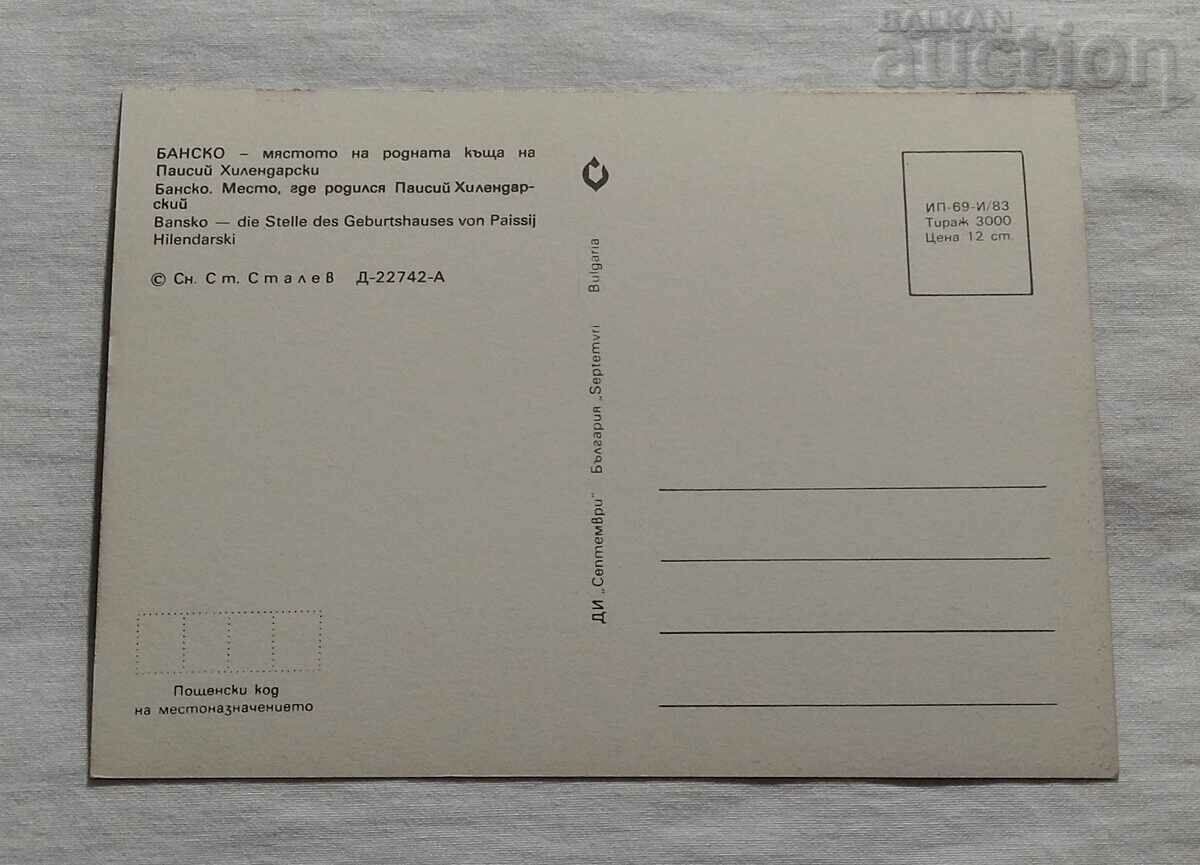 BALKAN
auction
БАНСКО – мястото на родната къща на
Паисий Хилендарски
Банско. Место, где родился Паисий Хилендар-
ский
Bansko — die Stelle des Geburtshauses von Paissij
Hilendarski
© Сн. Ст. Сталев Д-22742-А
ДИ „Септември" България „Septemvri Bulgaria
ИП-69-И/83
Тираж 3000
Цена 12 ст.
Пощенски код
на местоназначението